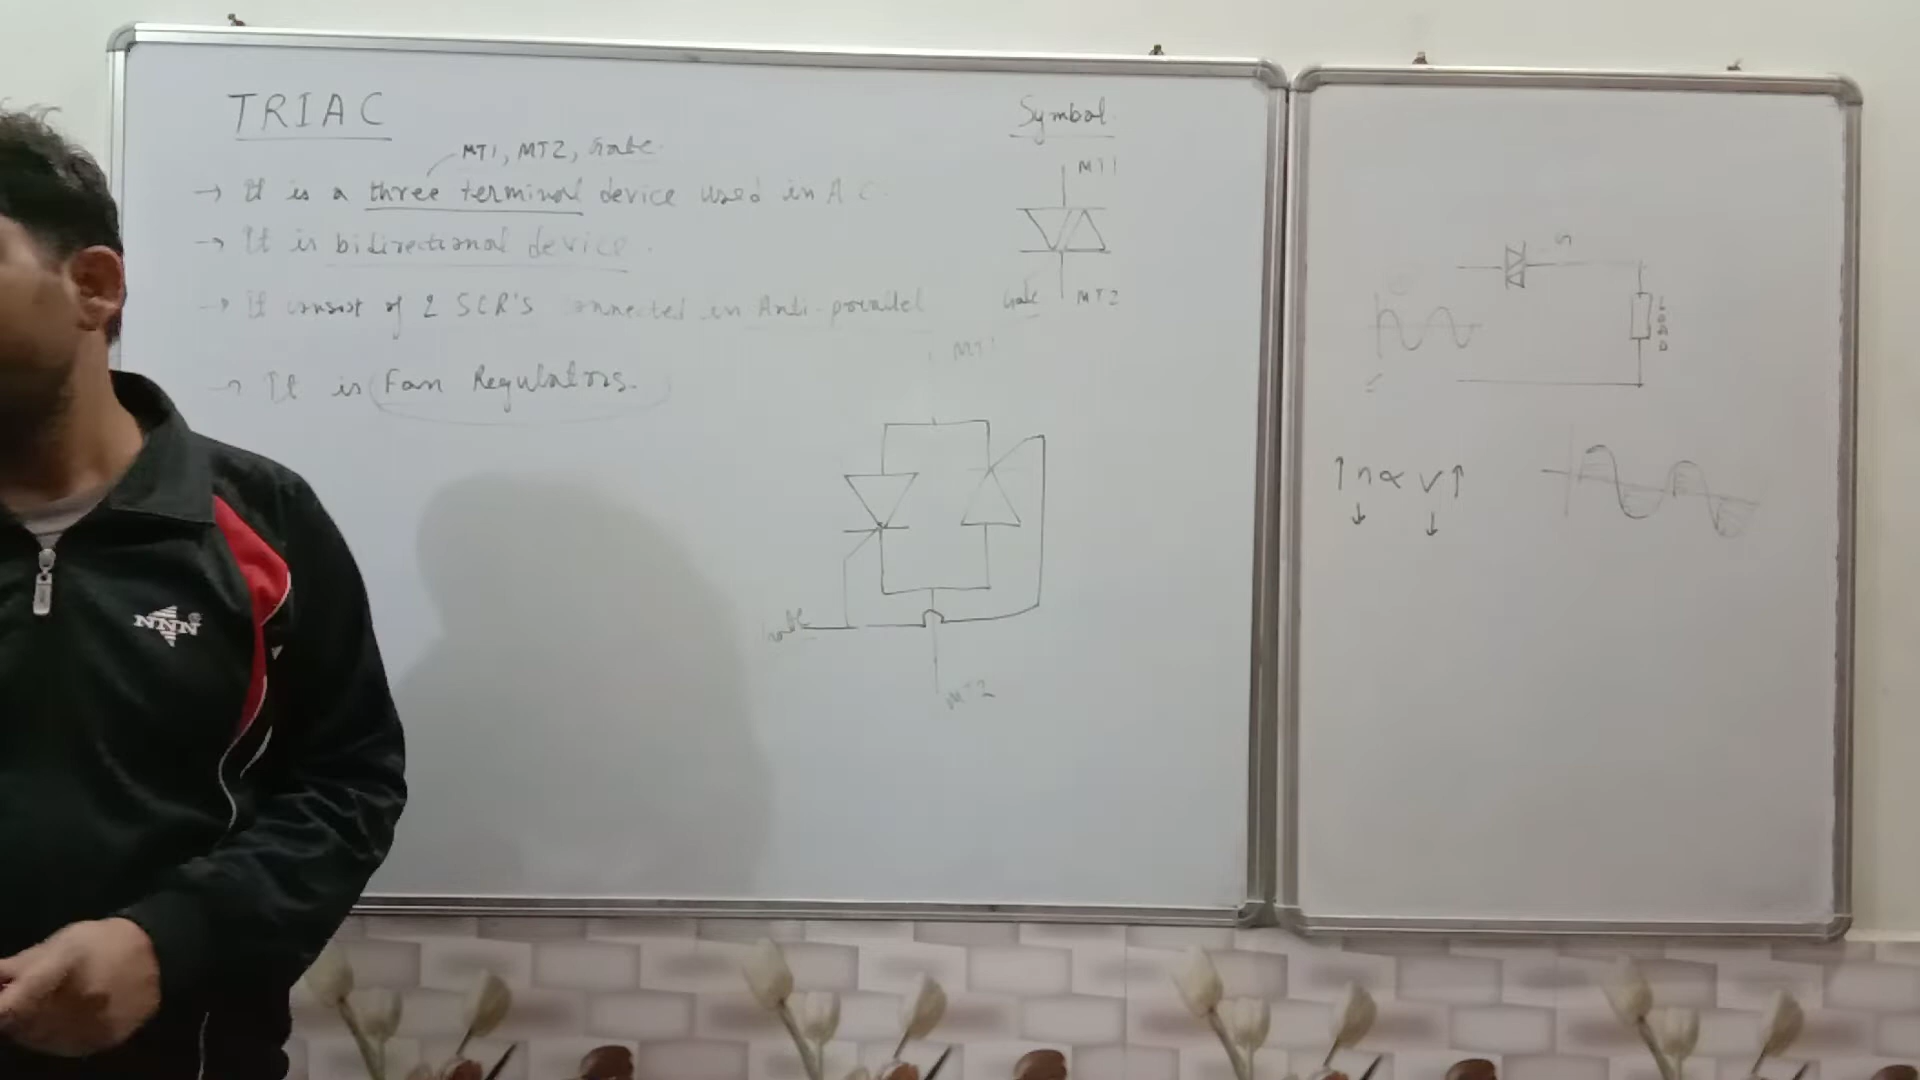 TRIAC
MT1, MT2, Gate
→ It is a three terminal device used in A C
→ It is bidirectional device.
→ It consist of 2 SCR'S connected in Anti-parallel
→ It is Fan Regulators.
Symbol
MT1
Gate MT2
MT1
Gate
MT2
LOAD
↑ n ∝ V ↑
↓ ↓
NNN®